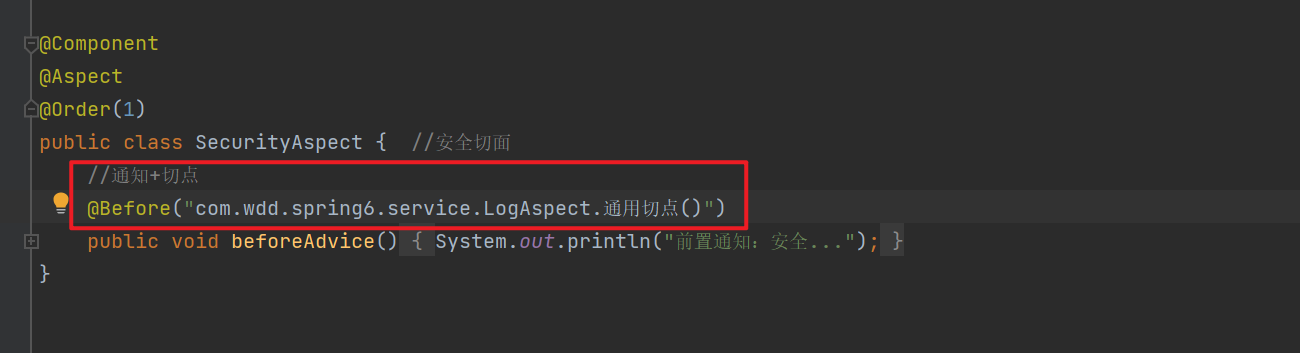 @Component
@Aspect
@Order(1)
public class SecurityAspect {  //安全切面
//通知+切点
@Before("com.wdd.spring6.service.LogAspect.通用切点()")
public void beforeAdvice() { System.out.println("前置通知：安全..."); }
}